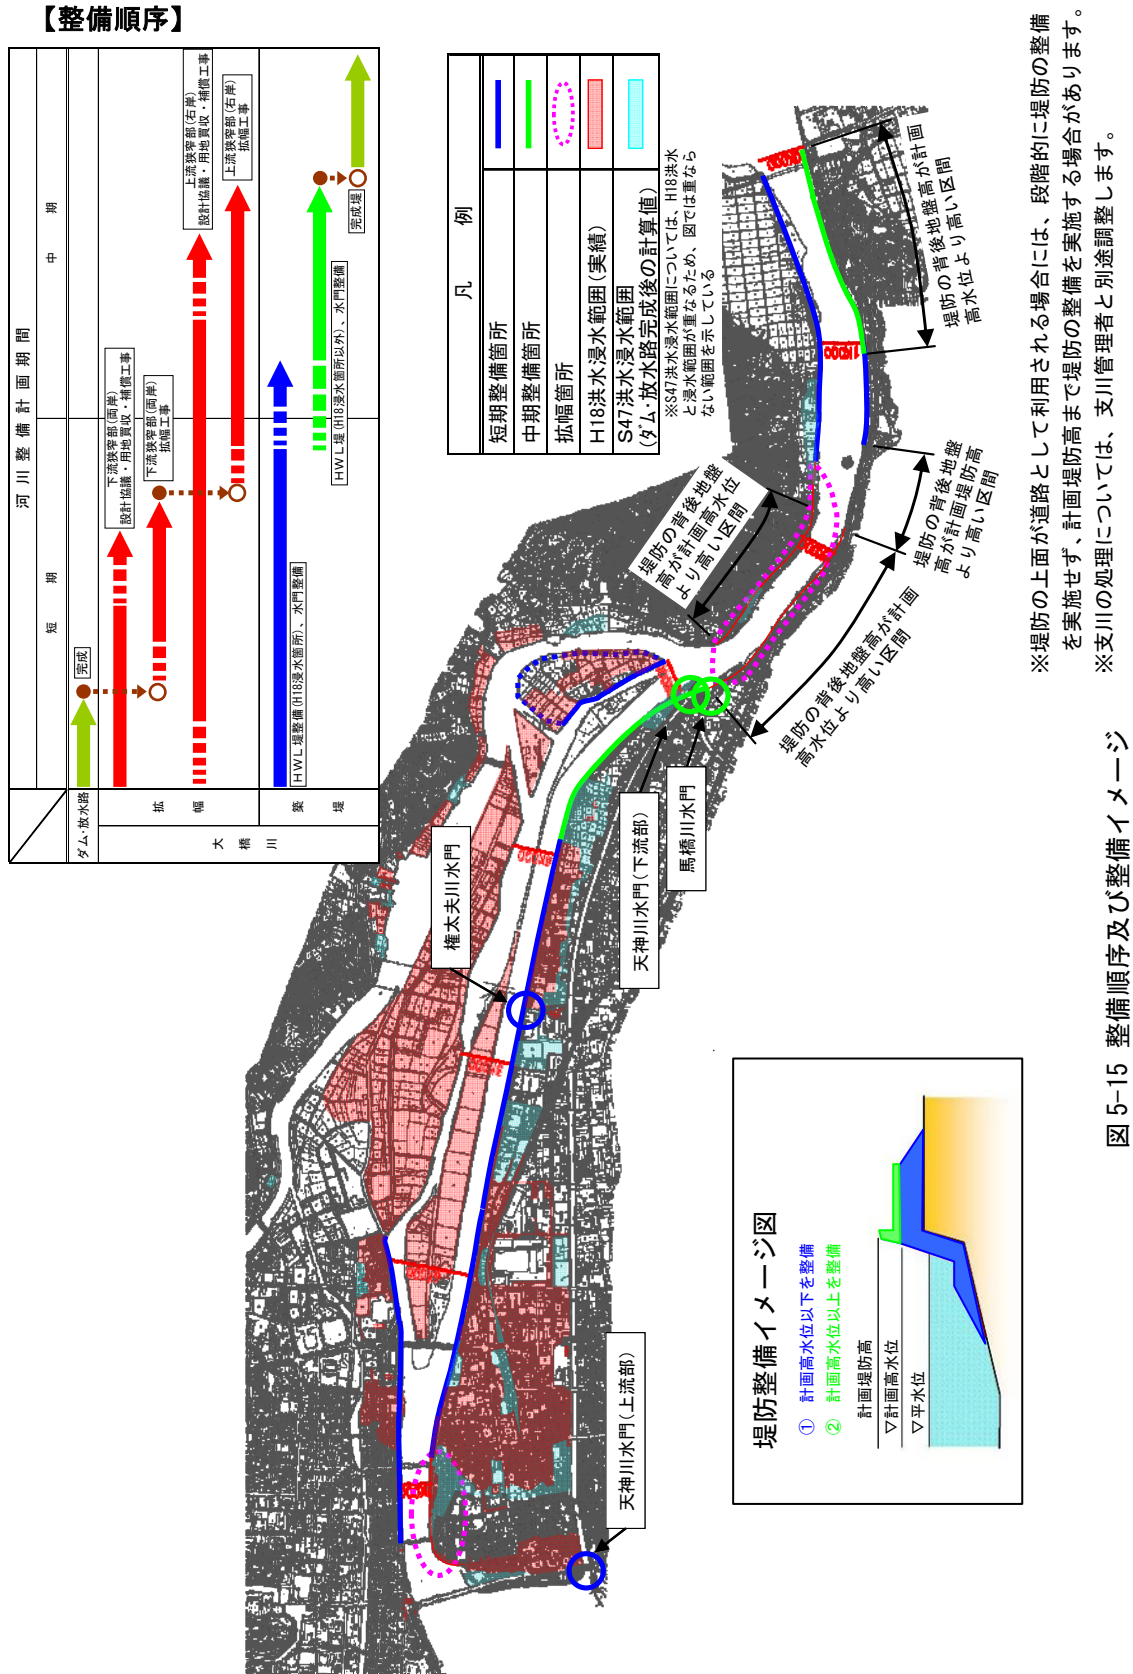 【整備順序】
河川整備計画期間
短期
中期
ダム・放水路
大橋川
拡幅
築堤
完成
下流狭窄部(両岸)
設計協議・用地買収・補償工事
下流狭窄部(両岸)
拡幅工事
上流狭窄部(右岸)
設計協議・用地買収・補償工事
上流狭窄部(右岸)
拡幅工事
HWL堤整備(H18浸水箇所)、水門整備
HWL堤(H18浸水箇所以外)、水門整備
完成堤
凡例
短期整備箇所
中期整備箇所
拡幅箇所
H18洪水浸水範囲(実績)
S47洪水浸水範囲
(ダム・放水路完成後の計算値)
※S47洪水浸水範囲については、H18洪水
と浸水範囲が重なるため、図では重なら
ない範囲を示している
堤防の背後地盤高が計画
高水位より高い区間
堤防の背後地盤
高が計画高水位
より高い区間
堤防の背後地盤
高が計画堤防高
より高い区間
堤防の背後地盤高が計画
高水位より高い区間
権太夫川水門
天神川水門(下流部)
馬橋川水門
天神川水門(上流部)
堤防整備イメージ図
① 計画高水位以下を整備
② 計画高水位以上を整備
計画堤防高
▽計画高水位
▽平水位
※堤防の上面が道路として利用される場合には、段階的に堤防の整備
を実施せず、計画堤防高まで堤防の整備を実施する場合があります。
※支川の処理については、支川管理者と別途調整します。
図 5-15 整備順序及び整備イメージ